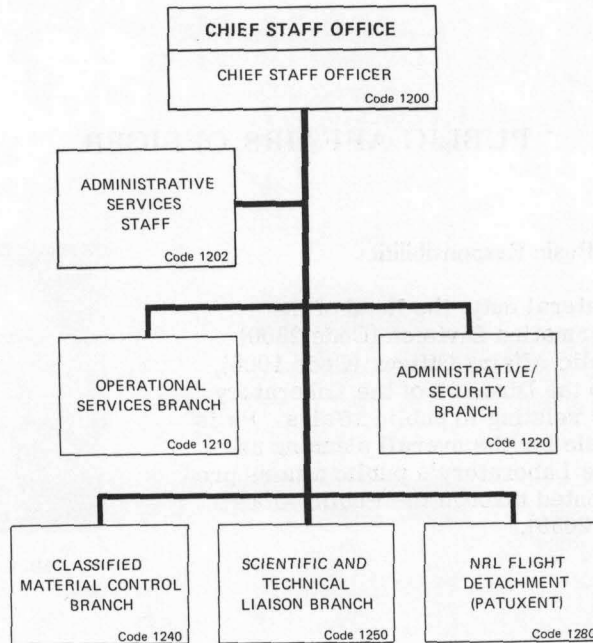 CHIEF STAFF OFFICE
CHIEF STAFF OFFICER
Code 1200
ADMINISTRATIVE
SERVICES
STAFF
Code 1202
OPERATIONAL
SERVICES BRANCH
Code 1210
ADMINISTRATIVE/
SECURITY
BRANCH
Code 1220
CLASSIFIED
MATERIAL CONTROL
BRANCH
Code 1240
SCIENTIFIC AND
TECHNICAL
LIAISON BRANCH
Code 1250
NRL FLIGHT
DETACHMENT
(PATUXENT)
Code 1280